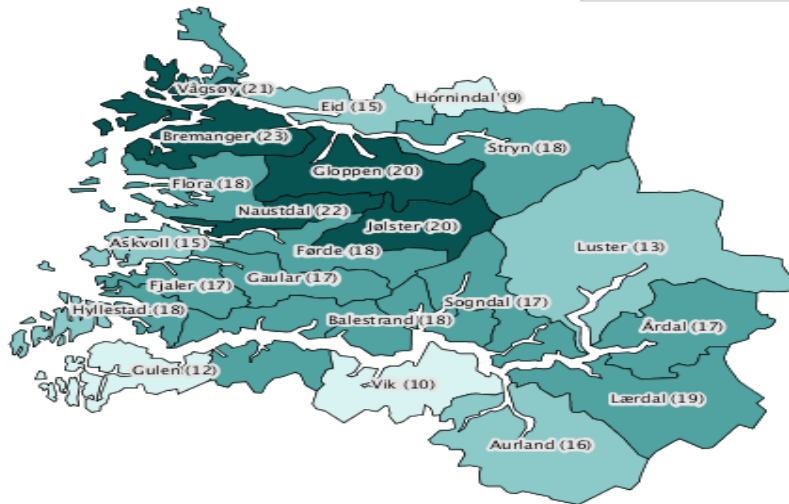 Vågsøy (21)
Eid (15)
Hornindal (9)
Bremanger (23)
Stryn (18)
Gloppen (20)
Flora (18)
Naustdal (22)
Jølster (20)
Askvoll (15)
Førde (18)
Luster (13)
Fjaler (17)
Gaular (17)
Sogndal (17)
Hyllestad (18)
Balestrand (18)
Årdal (17)
Gulen (12)
Vik (10)
Lærdal (19)
Aurland (16)